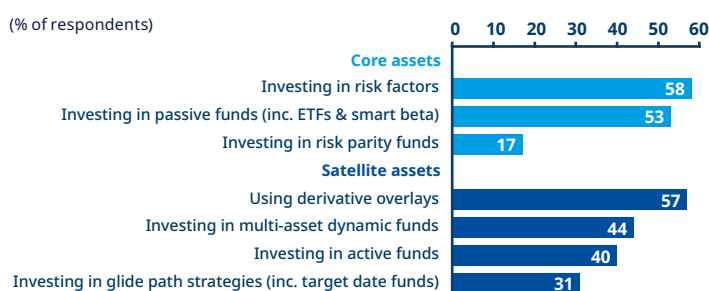 (% of respondents)
0 10 20 30 40 50 60
Core assets
Investing in risk factors 58
Investing in passive funds (inc. ETFs & smart beta) 53
Investing in risk parity funds 17
Satellite assets
Using derivative overlays 57
Investing in multi-asset dynamic funds 44
Investing in active funds 40
Investing in glide path strategies (inc. target date funds) 31